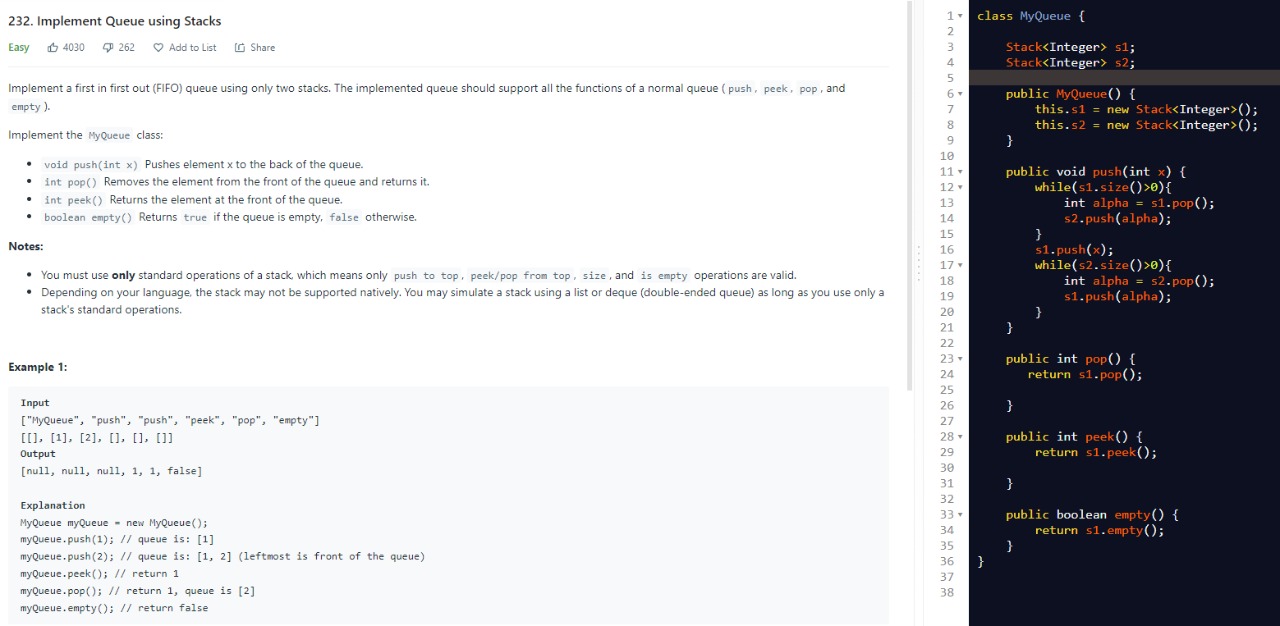 232. Implement Queue using Stacks
Easy 4030 262 Add to List Share
Implement a first in first out (FIFO) queue using only two stacks. The implemented queue should support all the functions of a normal queue ( push, peek, pop, and
empty ).
Implement the MyQueue class:
• void push(int x) Pushes element x to the back of the queue.
• int pop() Removes the element from the front of the queue and returns it.
• int peek() Returns the element at the front of the queue.
• boolean empty() Returns true if the queue is empty, false otherwise.
Notes:
• You must use only standard operations of a stack, which means only push to top, peek/pop from top, size, and is empty operations are valid.
• Depending on your language, the stack may not be supported natively. You may simulate a stack using a list or deque (double-ended queue) as long as you use only a
stack's standard operations.
Example 1:
Input
["MyQueue", "push", "push", "peek", "pop", "empty"]
[[], [1], [2], [], [], []]
Output
[null, null, null, 1, 1, false]
Explanation
MyQueue myQueue = new MyQueue();
myQueue.push(1); // queue is: [1]
myQueue.push(2); // queue is: [1, 2] (leftmost is front of the queue)
myQueue.peek(); // return 1
myQueue.pop(); // return 1, queue is [2]
myQueue.empty(); // return false
1 class MyQueue {
2
3 Stack<Integer> s1;
4 Stack<Integer> s2;
5
6 public MyQueue() {
7 this.s1 = new Stack<Integer>();
8 this.s2 = new Stack<Integer>();
9 }
10
11 public void push(int x) {
12 while(s1.size()>0){
13 int alpha = s1.pop();
14 s2.push(alpha);
15 }
16 s1.push(x);
17 while(s2.size()>0){
18 int alpha = s2.pop();
19 s1.push(alpha);
20 }
21 }
22
23 public int pop() {
24 return s1.pop();
25
26 }
27
28 public int peek() {
29 return s1.peek();
30
31 }
32
33 public boolean empty() {
34 return s1.empty();
35 }
36 }
37
38